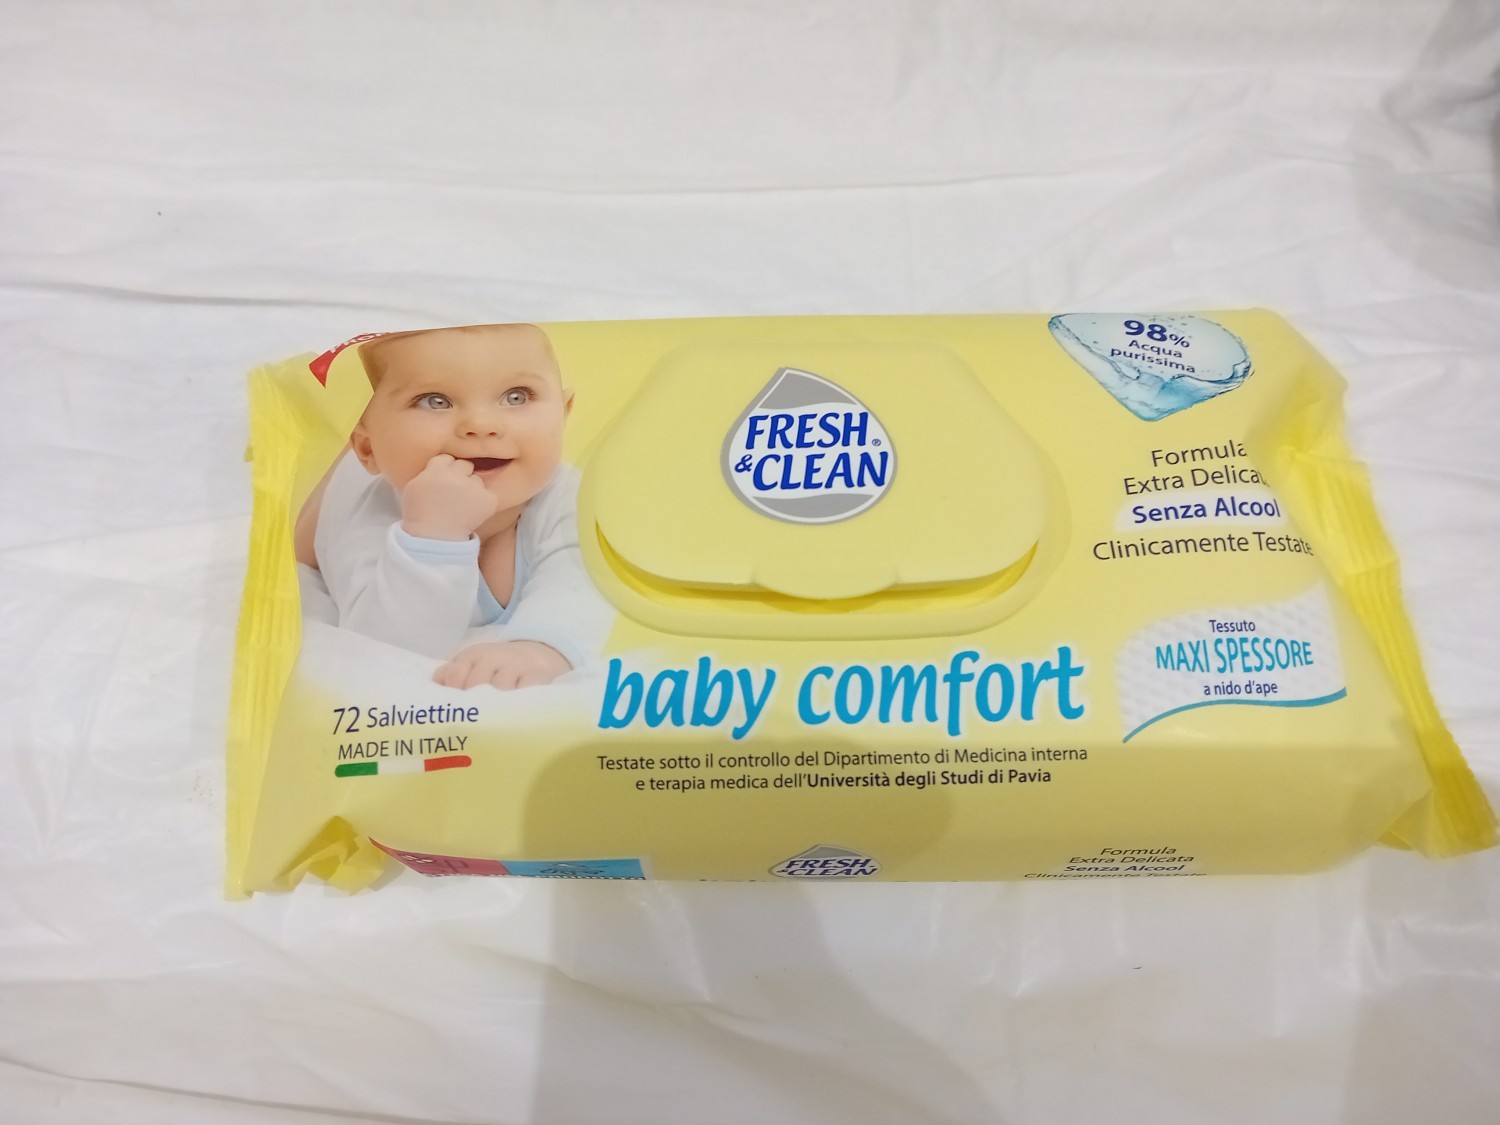 98%
Acqua
purissima
FRESH®
&CLEAN
Formula
Extra Delicat
Senza Alcool
Clinicamente Testate
Tessuto
MAXI SPESSORE
a nido d'ape
baby comfort
72 Salviettine
MADE IN ITALY
Testate sotto il controllo del Dipartimento di Medicina interna
e terapia medica dell'Università degli Studi di Pavia
FRESH
&CLEAN
Formula
Extra Delicata
Senza Alcool
Clinicamente Testate